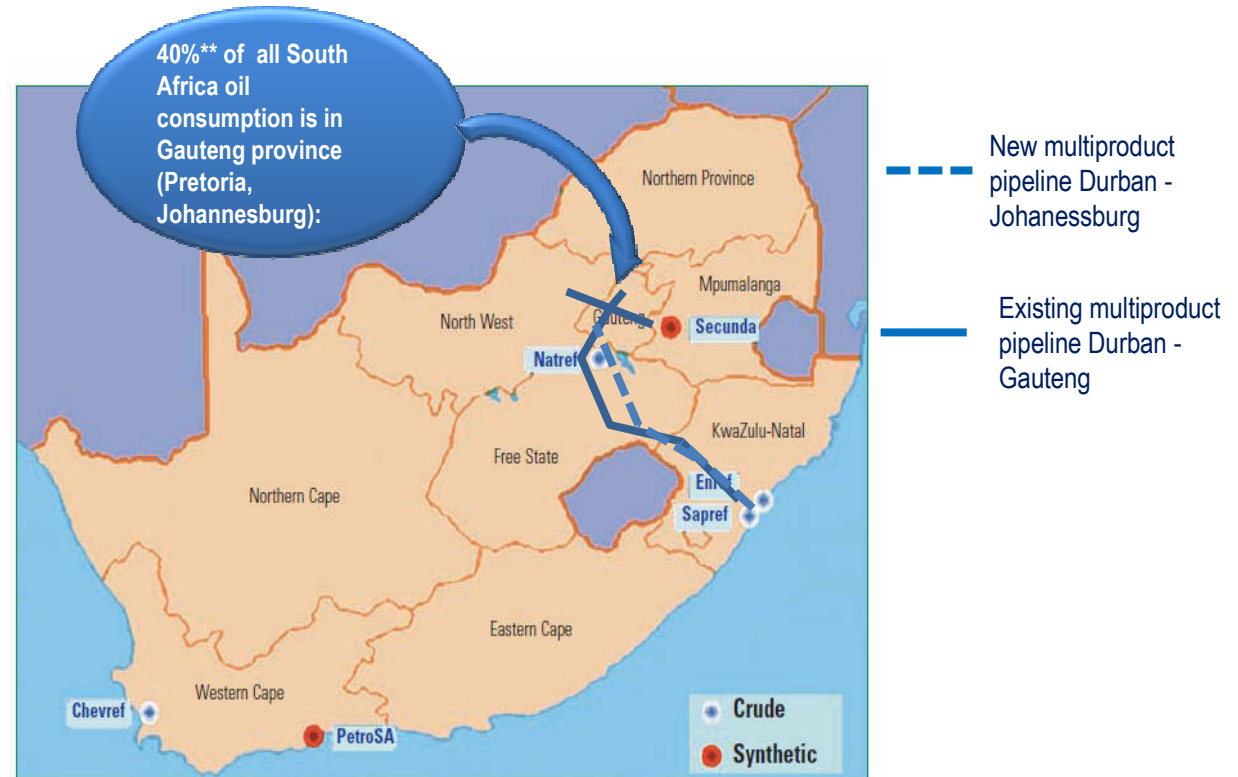 40%** of all South
Africa oil
consumption is in
Gauteng province
(Pretoria,
Johannesburg):
New multiproduct
pipeline Durban -
Johanessburg
Existing multiproduct
pipeline Durban -
Gauteng
Northern Province
Mpumalanga
North West
Gauteng
Secunda
Natref
KwaZulu-Natal
Free State
Enref
Sapref
Northern Cape
Eastern Cape
Western Cape
Chevref
PetroSA
Crude
Synthetic